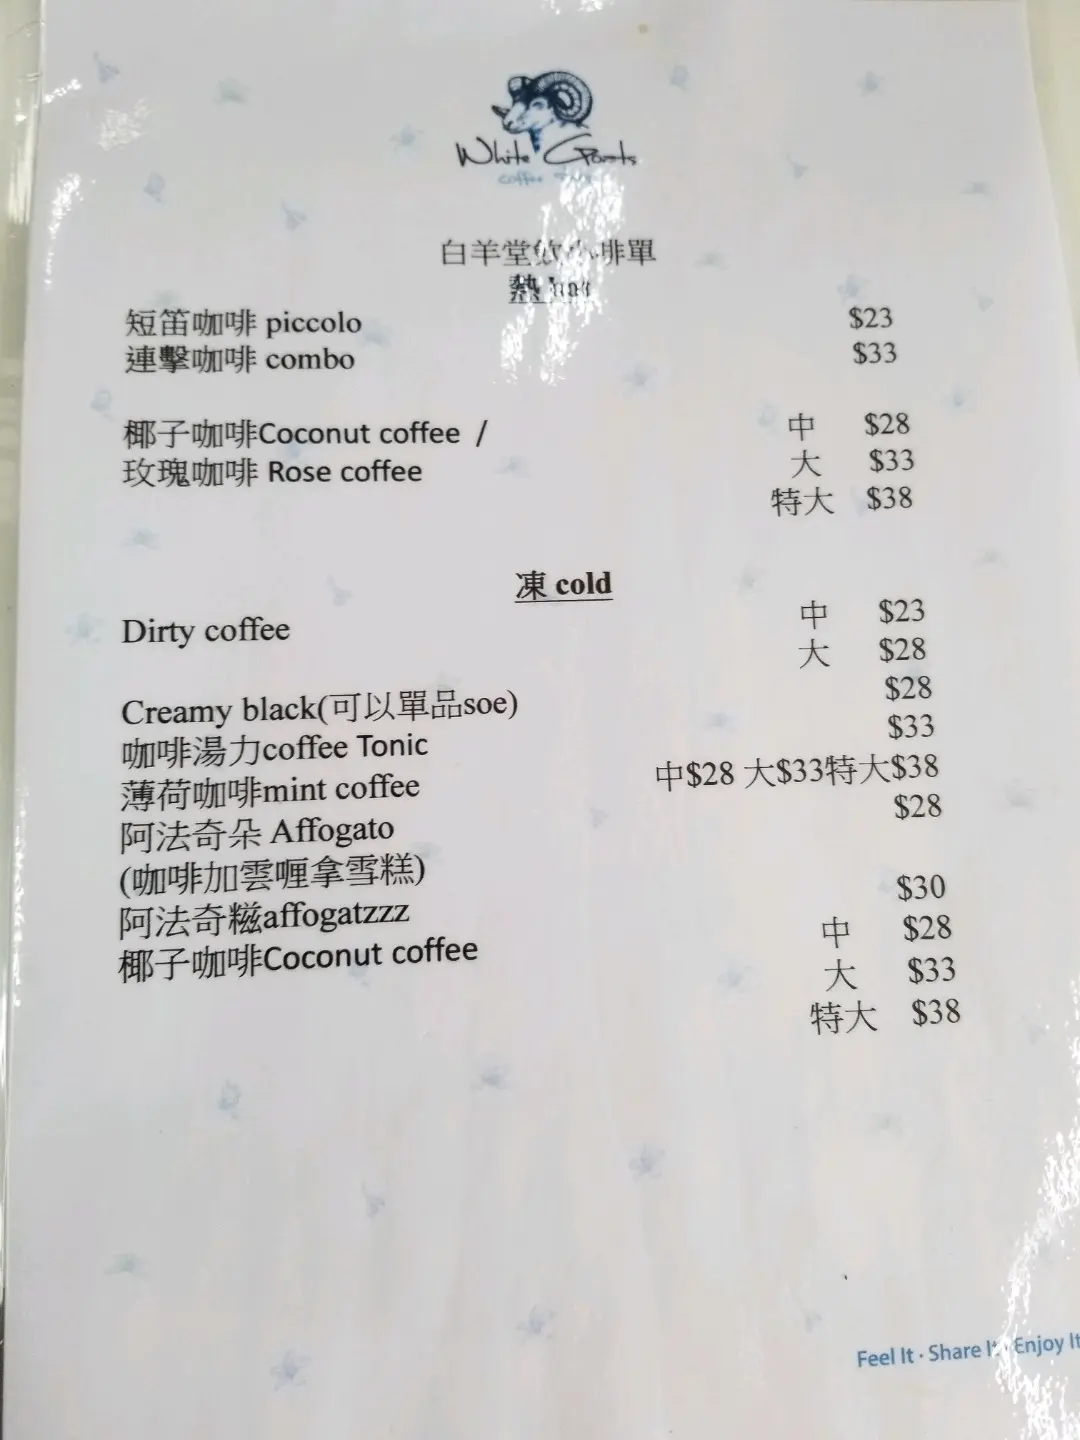 White Goats
coffee
白羊堂 啡單
熱
短笛咖啡 piccolo $23
連擊咖啡 combo $33
椰子咖啡Coconut coffee / 中 $28
玫瑰咖啡 Rose coffee 大 $33
特大 $38
凍 cold
Dirty coffee 中 $23
大 $28
Creamy black(可以單品soe) $28
咖啡湯力coffee Tonic $33
薄荷咖啡mint coffee 中$28 大$33特大$38
阿法奇朵 Affogato $28
(咖啡加雲喱拿雪糕)
阿法奇糍affogatzzz $30
椰子咖啡Coconut coffee 中 $28
大 $33
特大 $38
Feel It · Share It · Enjoy It